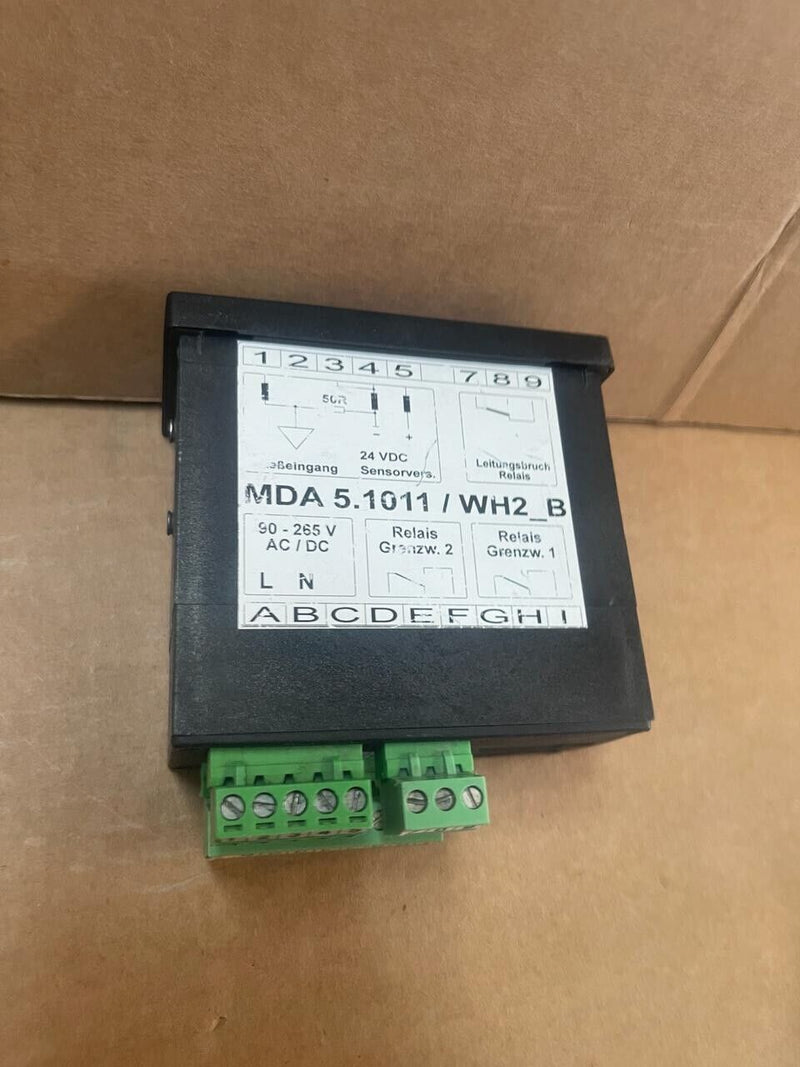 1 2 3 4 5 7 8 9
50R
- +
24 VDC
Sensorvers.
Leitungsbruch
Relais
MDA 5.1011 / WH2_B
90 - 265 V
AC / DC
L N
Relais
Grenzw. 2
Relais
Grenzw. 1
A B C D E F G H I